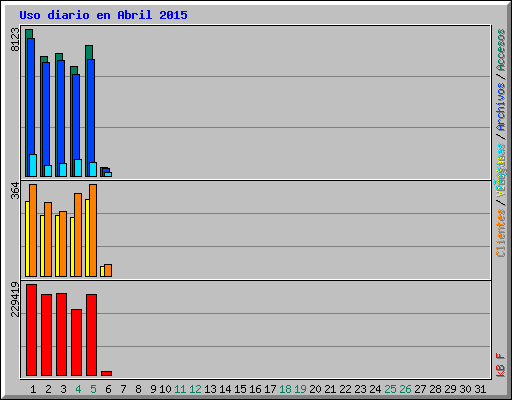 Uso diario en Abril 2015
8123
364
229419
Accesos
/ Archivos /
/ Clientes
kB F
1 2 3 4 5 6 7 8 9 10 11 12 13 14 15 16 17 18 19 20 21 22 23 24 25 26 27 28 29 30 31